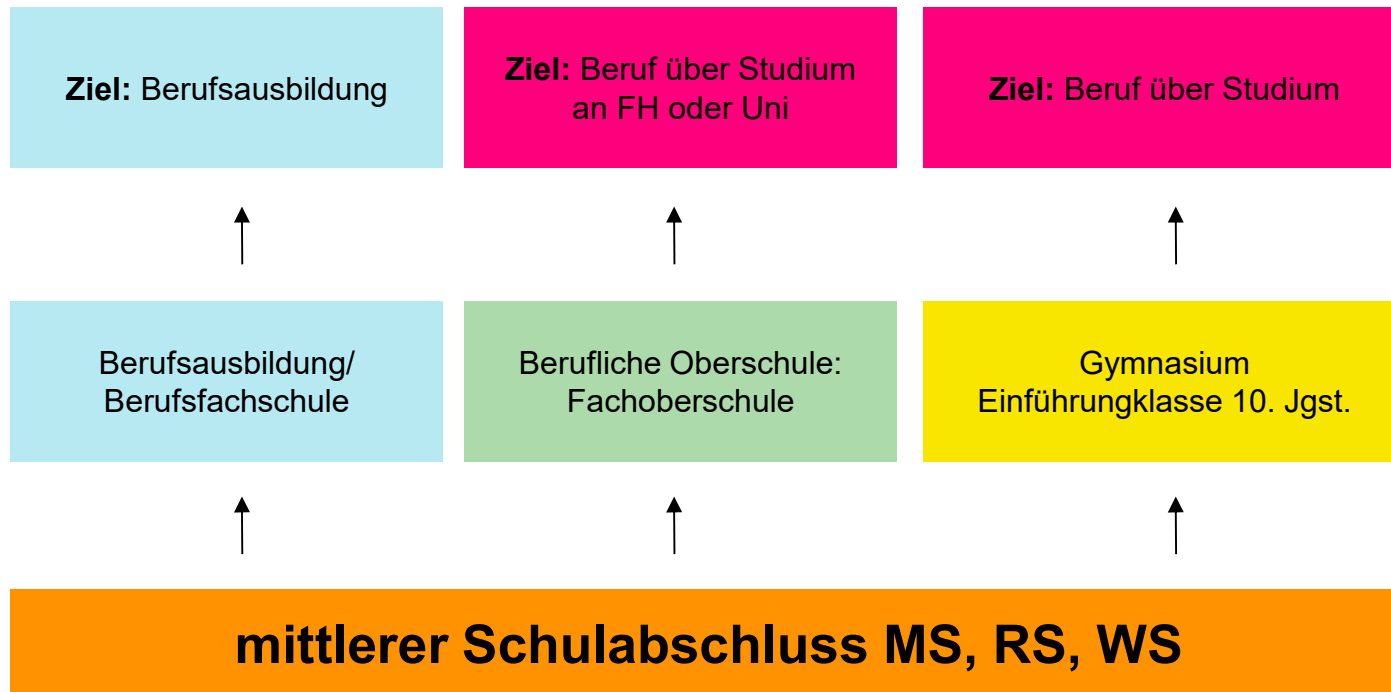 Ziel: Berufsausbildung
Ziel: Beruf über Studium
an FH oder Uni
Ziel: Beruf über Studium
Berufsausbildung/
Berufsfachschule
Berufliche Oberschule:
Fachoberschule
Gymnasium
Einführungklasse 10. Jgst.
mittlerer Schulabschluss MS, RS, WS